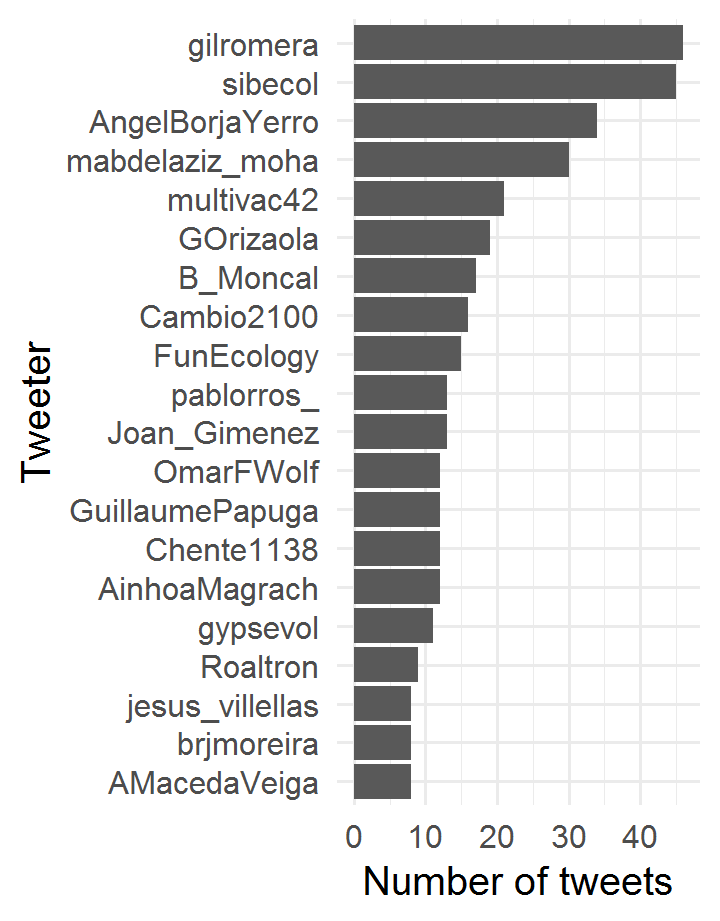 gilromera
sibecol
AngelBorjaYerro
mabdelaziz_moha
multivac42
GOrizaola
B_Moncal
Cambio2100
FunEcology
pablorros_
Joan_Gimenez
OmarFWolf
GuillaumePapuga
Chente1138
AinhoaMagrach
gypsevol
Roaltron
jesus_villellas
brjmoreira
AMacedaVeiga
Tweeter
0 10 20 30 40
Number of tweets